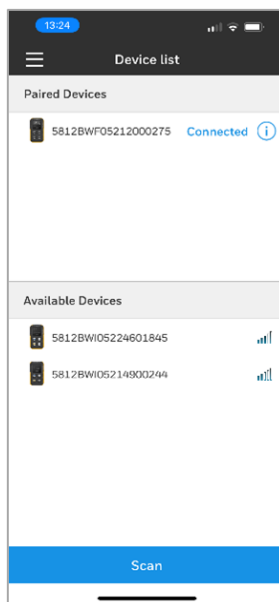 13:24
Device list
Paired Devices
5812BWF05212000275 Connected i
Available Devices
5812BWI05224601845
5812BWI05214900244
Scan